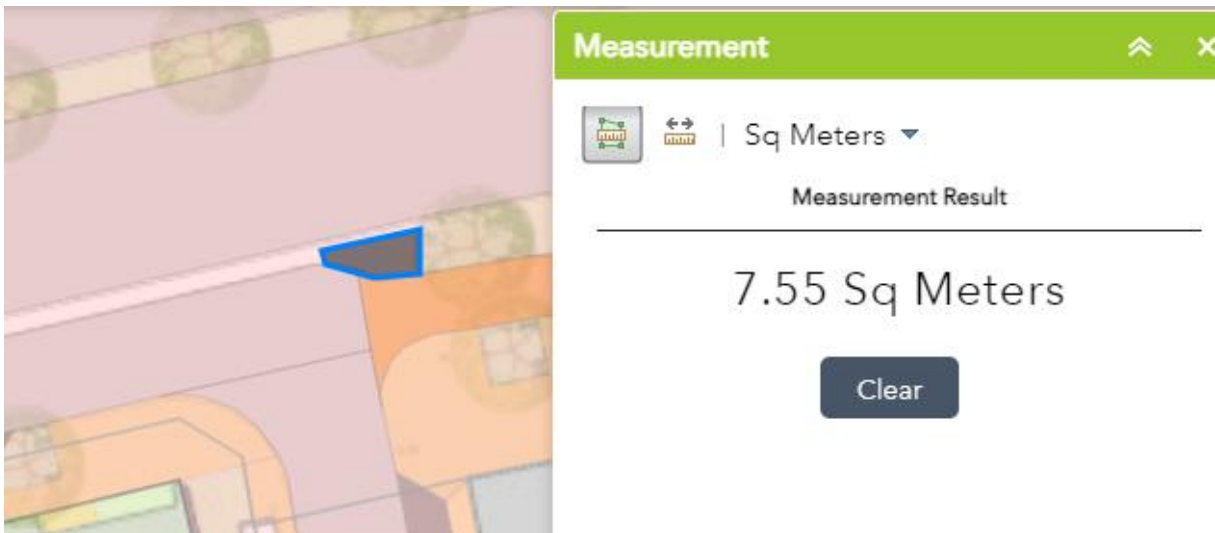 Measurement
| Sq Meters
Measurement Result
7.55 Sq Meters
Clear